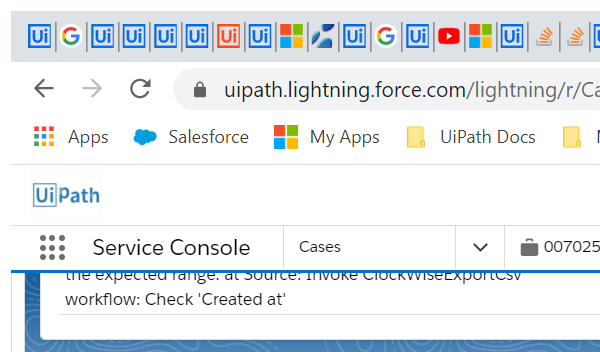 Ui G Ui Ui Ui Ui Ui Ui Ui G Ui Ui
uipath.lightning.force.com/lightning/r/Ca
Apps Salesforce My Apps UiPath Docs
UiPath
Service Console Cases 007025
the expected range. at Source: Invoke ClockWiseExportCsv
workflow: Check 'Created at'